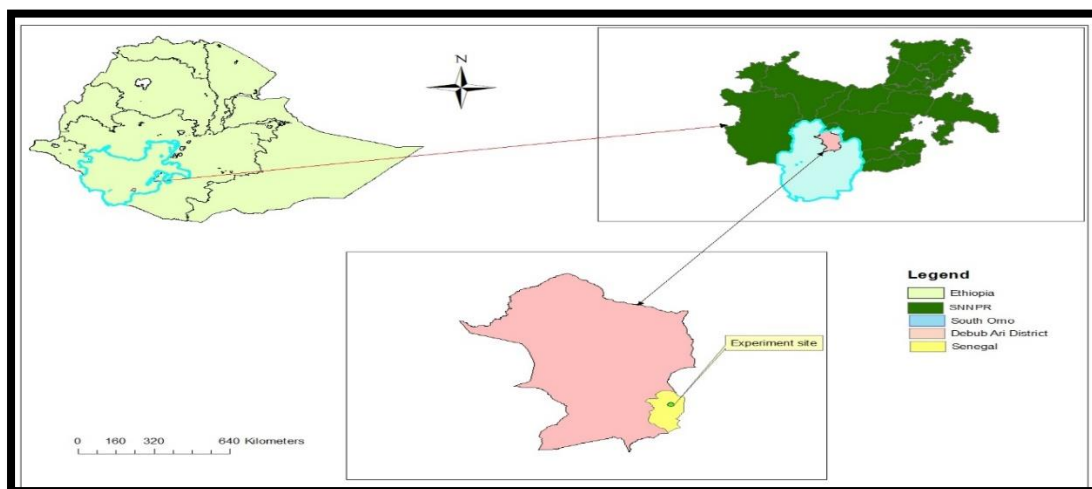 N
Legend
Ethiopia
SNNPR
South Omo
Debub Ari District
Senegal
Experiment site
0 160 320 640 Kilometers